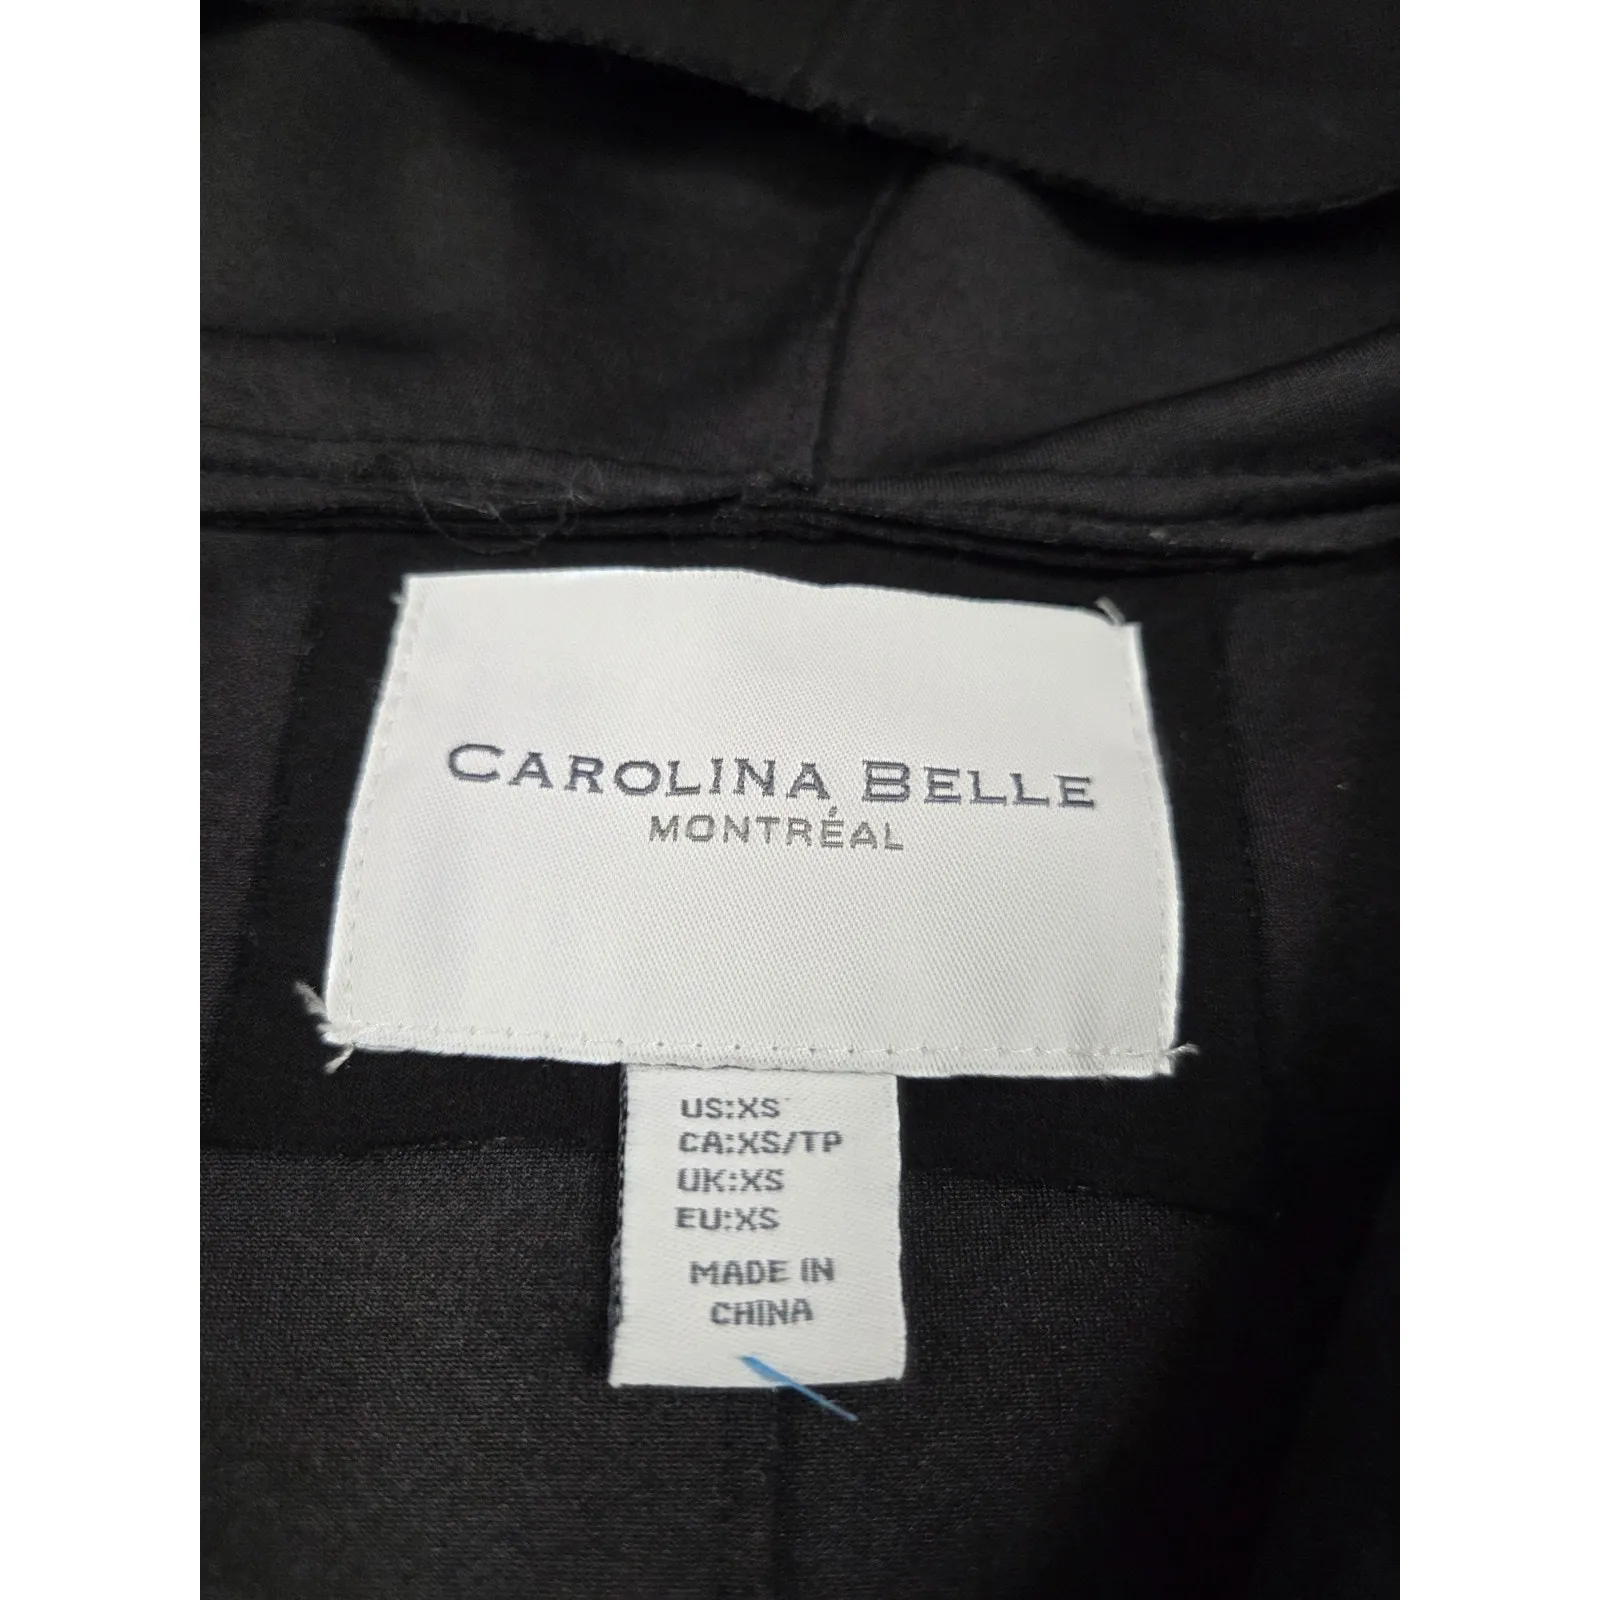 CAROLINA BELLE
MONTRÉAL
US:XS
CA:XS/TP
UK:XS
EU:XS
MADE IN
CHINA